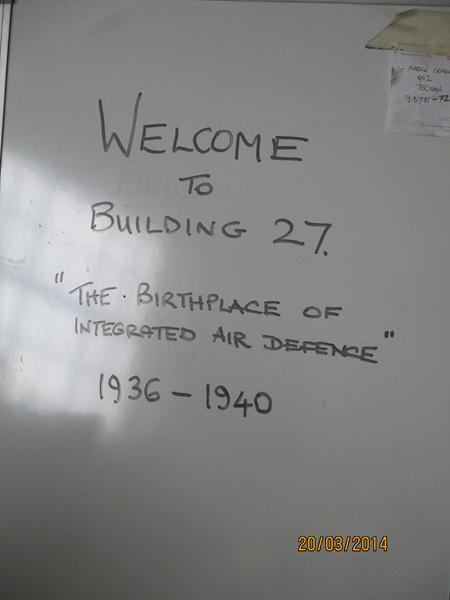 WELCOME
TO
BUILDING 27.
"THE. BIRTHPLACE OF
INTEGRATED AIR DEFENCE"
1936 - 1940
20/03/2014